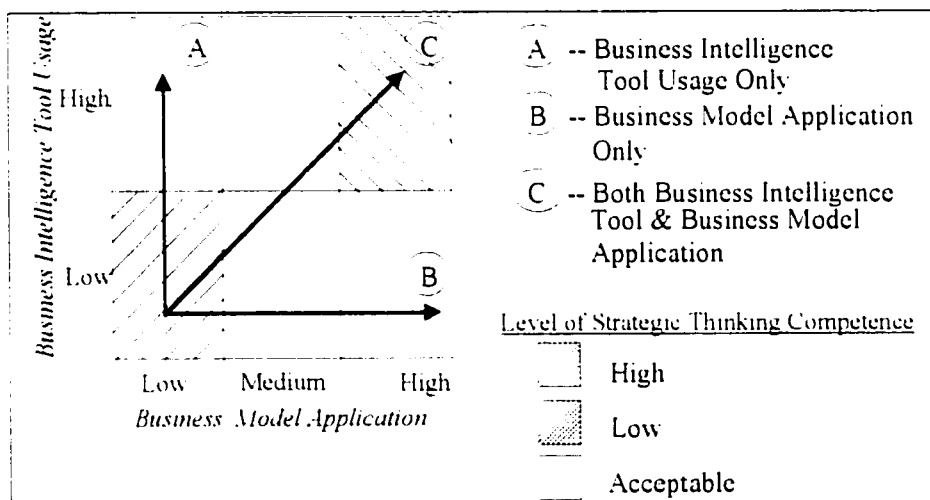 Business Intelligence Tool Usage
High
Low
A
C
B
Low Medium High
Business Model Application
A -- Business Intelligence
Tool Usage Only
B -- Business Model Application
Only
C -- Both Business Intelligence
Tool & Business Model
Application
Level of Strategic Thinking Competence
High
Low
Acceptable